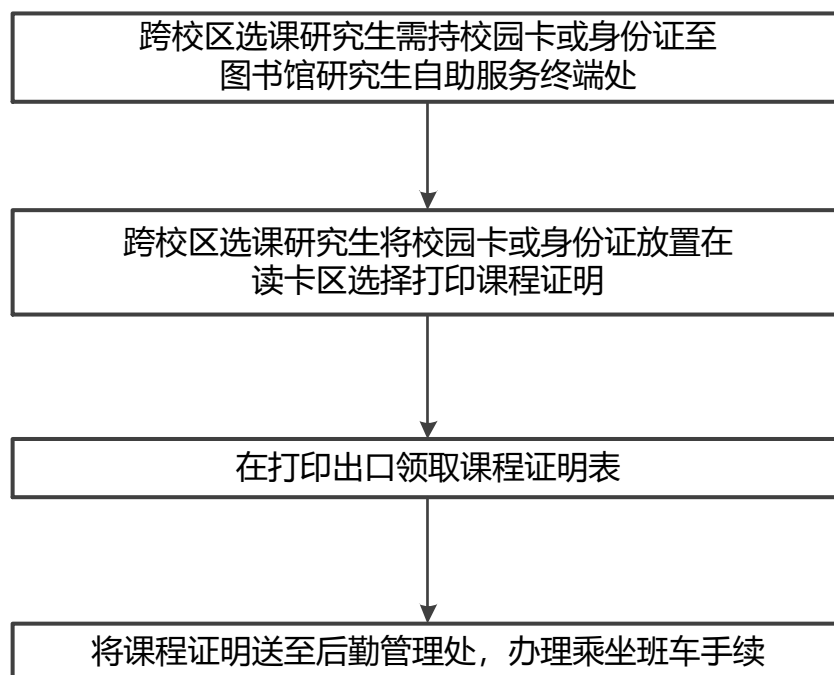 跨校区选课研究生需持校园卡或身份证至
图书馆研究生自助服务终端处
跨校区选课研究生将校园卡或身份证放置在
读卡区选择打印课程证明
在打印出口领取课程证明表
将课程证明送至后勤管理处，办理乘坐班车手续